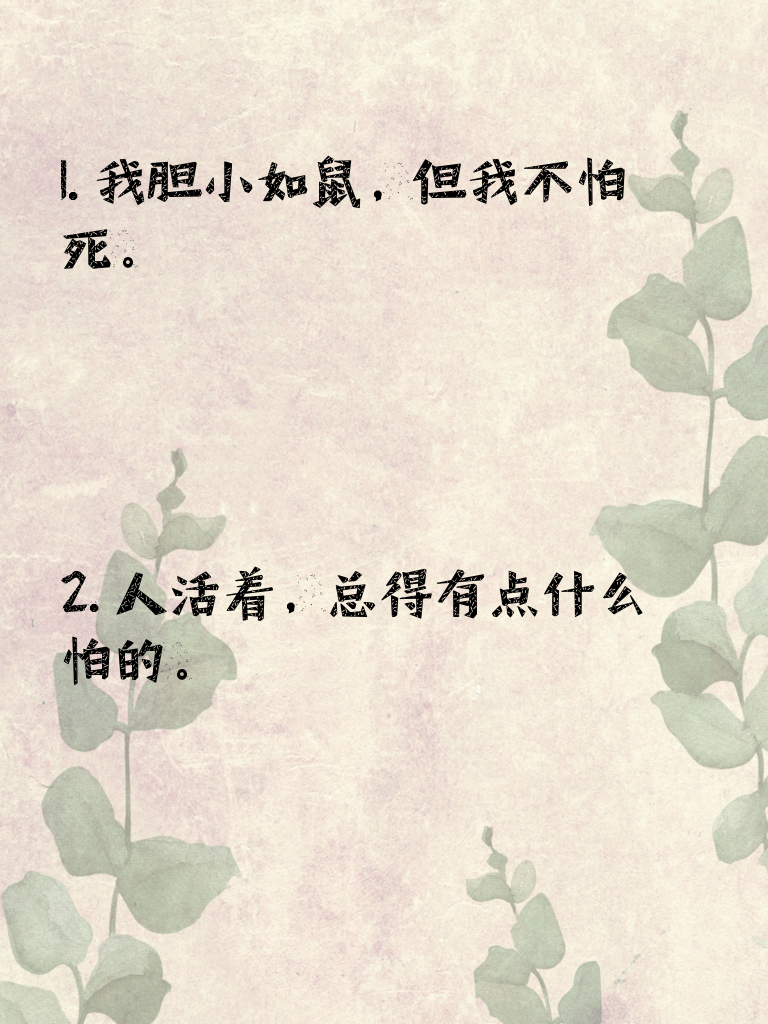 1. 我胆小如鼠，但我不怕
死。
2. 人活着，总得有点什么
怕的。